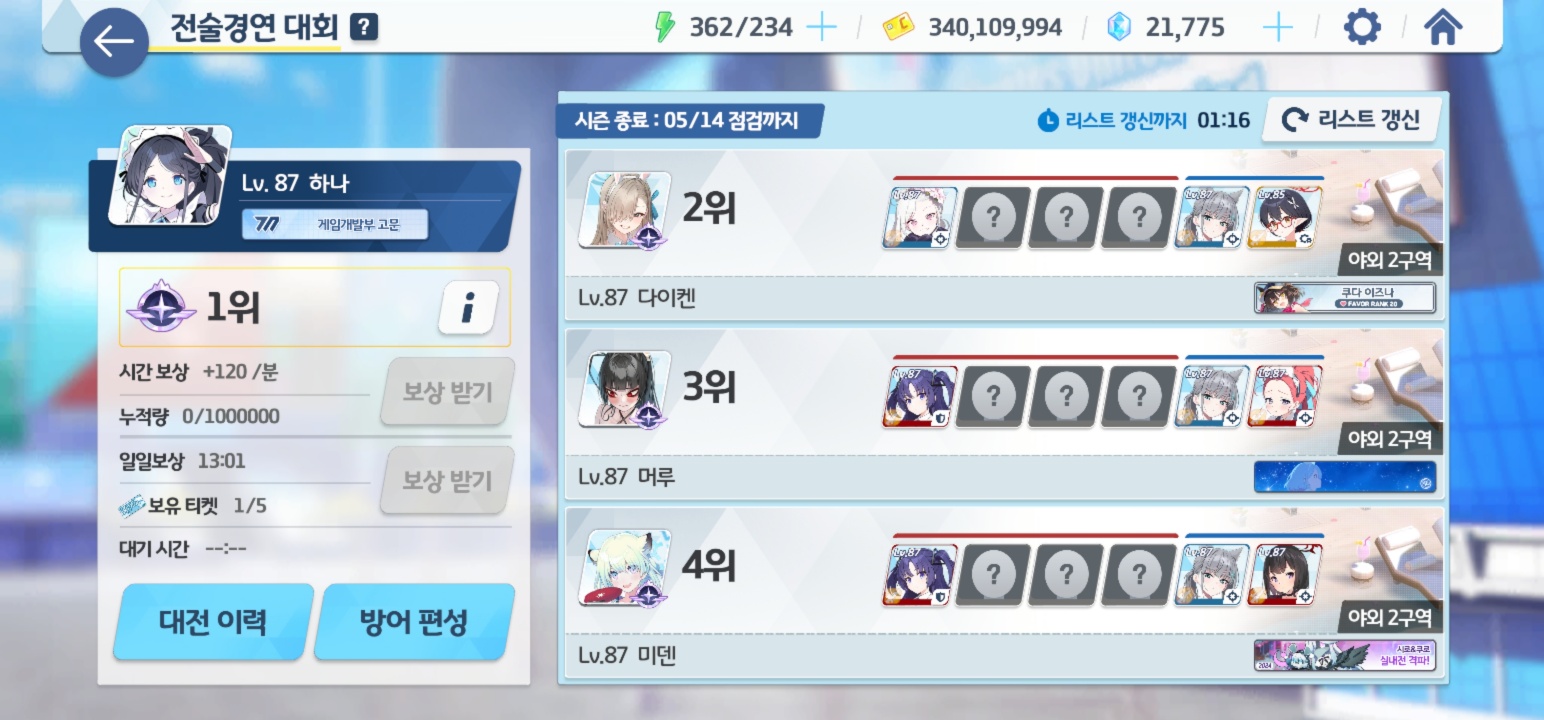 전술경연 대회 ?
362/234
340,109,994
21,775
Lv. 87 하나
게임개발부 고문
1위
i
시간 보상 +120 /분
보상 받기
누적량 0/1000000
일일보상 13:01
보상 받기
보유 티켓 1/5
대기 시간 --:--
대전 이력
방어 편성
시즌 종료 : 05/14 점검까지
리스트 갱신까지 01:16
리스트 갱신
2위
Lv.87 ? ? ? Lv.87 Lv.85
야외 2구역
Lv.87 다이켄
쿠다 이즈나
FAVOR RANK 20
3위
Lv.87 ? ? ? Lv.87 Lv.87
야외 2구역
Lv.87 머루
4위
Lv.87 ? ? ? Lv.87 Lv.87
야외 2구역
Lv.87 미덴
2024
시로&쿠로
실내전 격파!